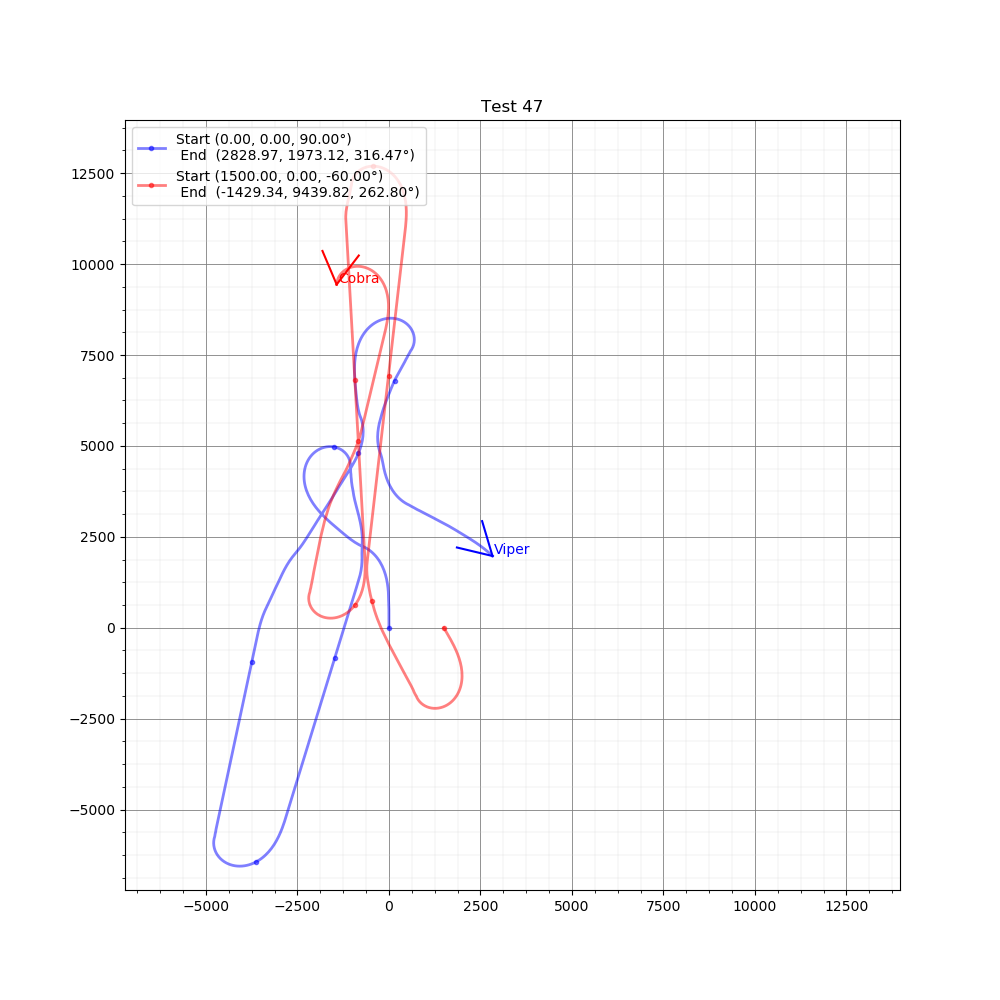 Test 47
Start (0.00, 0.00, 90.00°)
End (2828.97, 1973.12, 316.47°)
Start (1500.00, 0.00, -60.00°)
End (-1429.34, 9439.82, 262.80°)
12500
10000
Cobra
7500
5000
2500
Viper
0
−2500
−5000
−5000 −2500 0 2500 5000 7500 10000 12500